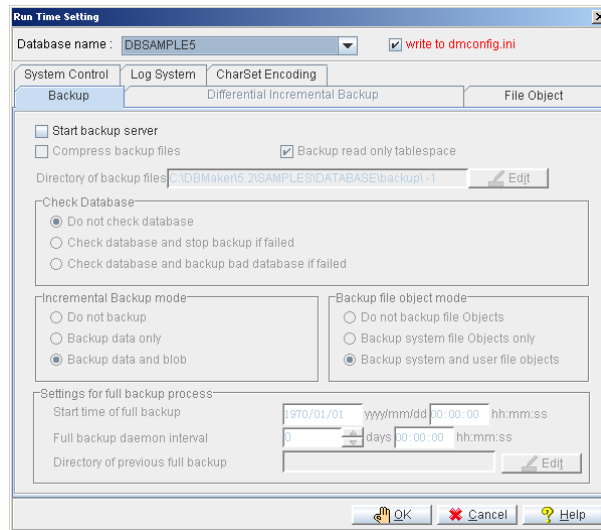 Run Time Setting
Database name : DBSAMPLE5 write to dmconfig.ini
System Control Log System CharSet Encoding
Backup Differential Incremental Backup File Object
Start backup server
Compress backup files Backup read only tablespace
Directory of backup files C:\DBMaker\5.2\SAMPLES\DATABASE\backup\ -1 Edit
Check Database
Do not check database
Check database and stop backup if failed
Check database and backup bad database if failed
Incremental Backup mode Backup file object mode
Do not backup Do not backup file Objects
Backup data only Backup system file Objects only
Backup data and blob Backup system and user file objects
Settings for full backup process
Start time of full backup 1970/01/01 yyyy/mm/dd 00:00:00 hh:mm:ss
Full backup daemon interval 0 days 00:00:00 hh:mm:ss
Directory of previous full backup Edit
OK Cancel Help